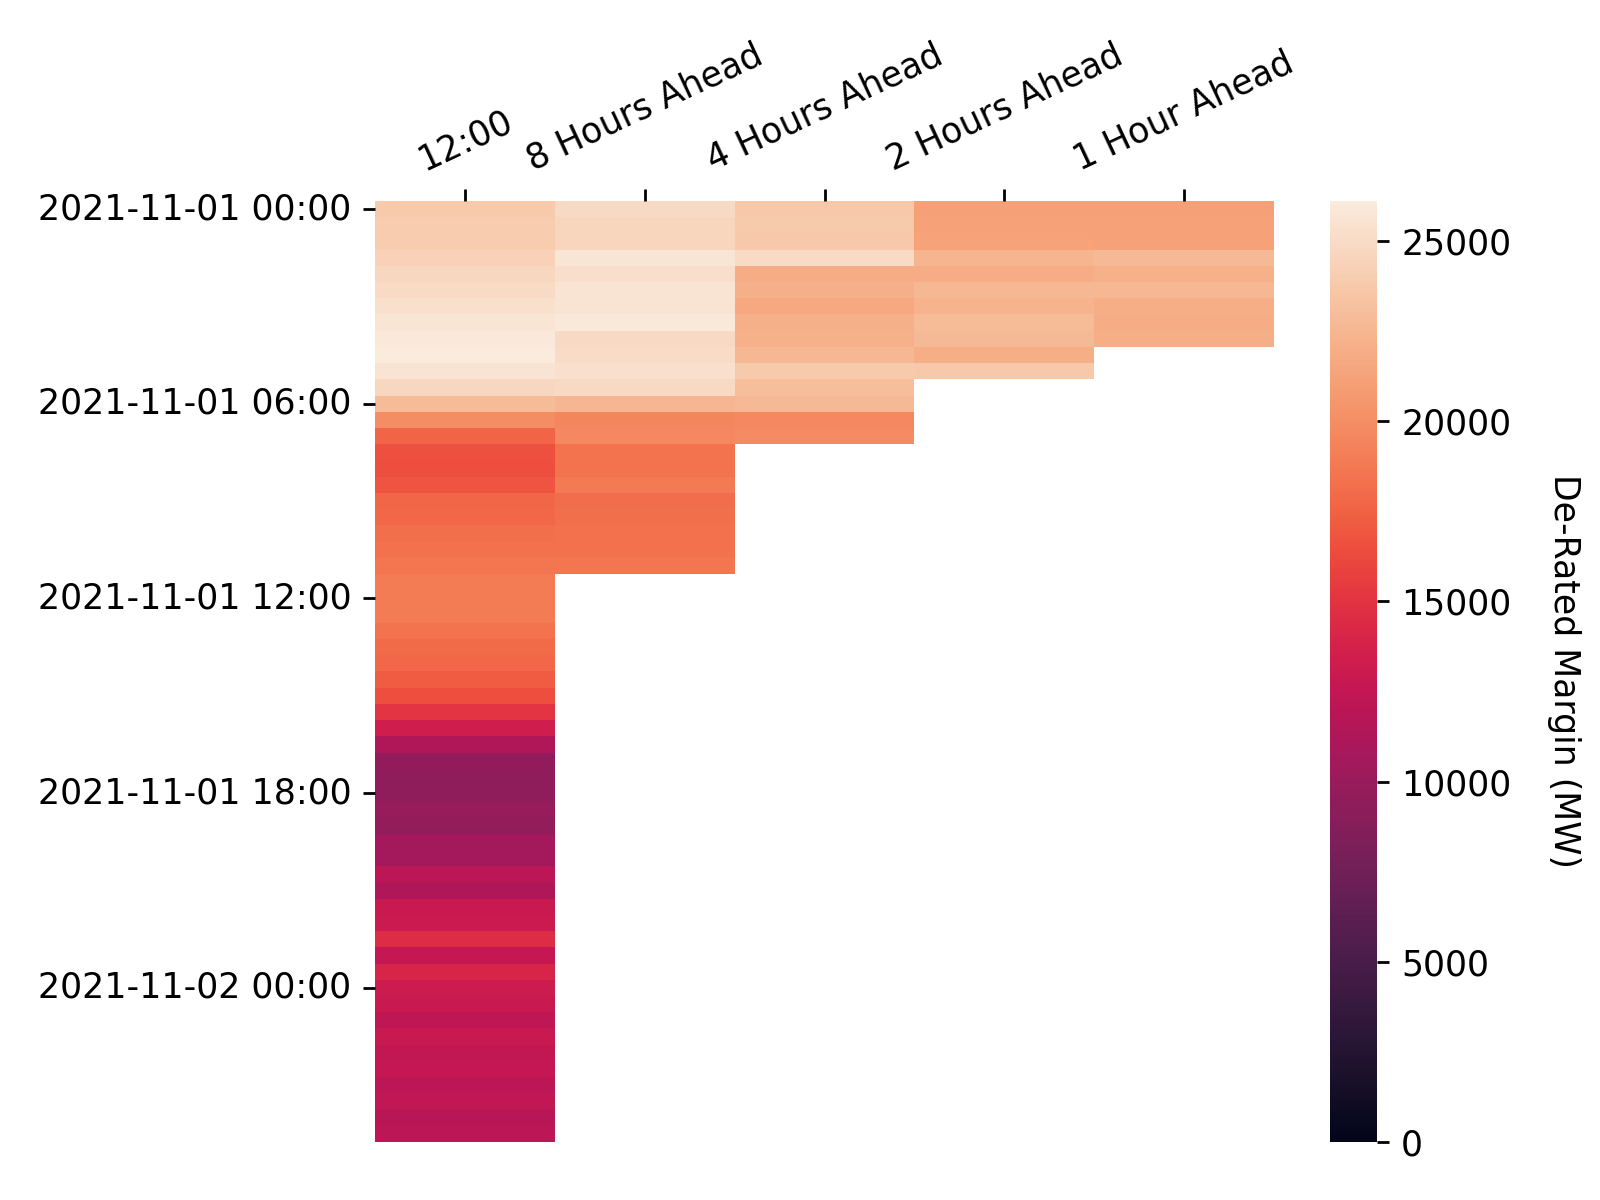 12:00
8 Hours Ahead
4 Hours Ahead
2 Hours Ahead
1 Hour Ahead
2021-11-01 00:00
2021-11-01 06:00
2021-11-01 12:00
2021-11-01 18:00
2021-11-02 00:00
25000
20000
15000
10000
5000
0
De-Rated Margin (MW)